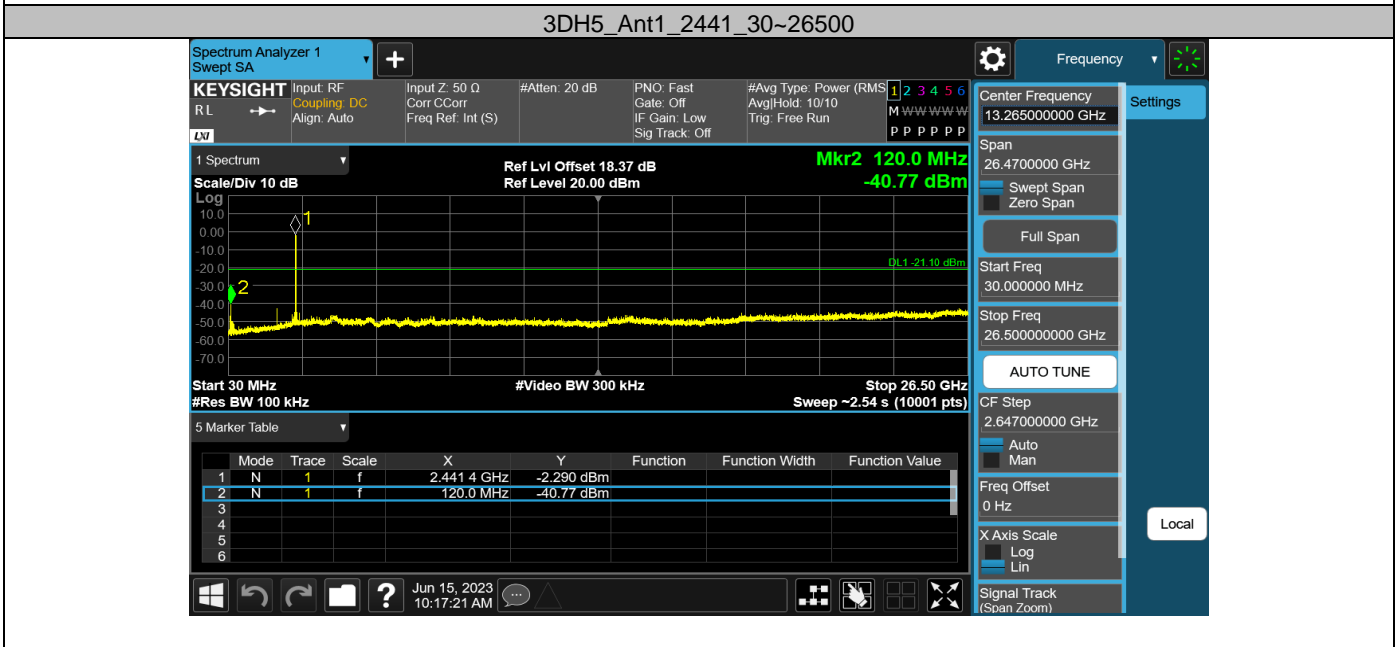 3DH5_Ant1_2441_30~26500
Spectrum Analyzer 1
Swept SA
+
Frequency
KEYSIGHT
RL
LXI
Input: RF
Coupling: DC
Align: Auto
Input Z: 50 Ω
Corr CCorr
Freq Ref: Int (S)
#Atten: 20 dB
PNO: Fast
Gate: Off
IF Gain: Low
Sig Track: Off
#Avg Type: Power (RMS
Avg|Hold: 10/10
Trig: Free Run
1 2 3 4 5 6
M W W W W W
P P P P P P
Center Frequency
13.265000000 GHz
Settings
1 Spectrum
Scale/Div 10 dB
Ref Lvl Offset 18.37 dB
Ref Level 20.00 dBm
Mkr2 120.0 MHz
-40.77 dBm
Span
26.4700000 GHz
Swept Span
Zero Span
Full Span
Log
10.0
0.00
-10.0
-20.0
-30.0
-40.0
-50.0
-60.0
-70.0
1
2
DL1 -21.10 dBm
Start Freq
30.000000 MHz
Stop Freq
26.500000000 GHz
AUTO TUNE
Start 30 MHz
#Res BW 100 kHz
#Video BW 300 kHz
Stop 26.50 GHz
Sweep ~2.54 s (10001 pts)
CF Step
2.647000000 GHz
Auto
Man
5 Marker Table
Mode Trace Scale X Y Function Function Width Function Value
1 N 1 f 2.441 4 GHz -2.290 dBm
2 N 1 f 120.0 MHz -40.77 dBm
3
4
5
6
Freq Offset
0 Hz
Local
X Axis Scale
Log
Lin
?
Jun 15, 2023
10:17:21 AM
Signal Track
(Span Zoom)